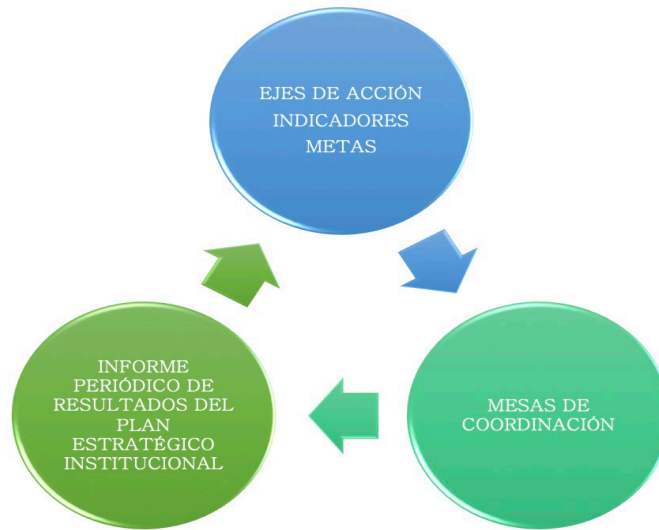 EJES DE ACCIÓN
INDICADORES
METAS
MESAS DE
COORDINACIÓN
INFORME
PERIÓDICO DE
RESULTADOS DEL
PLAN
ESTRATÉGICO
INSTITUCIONAL